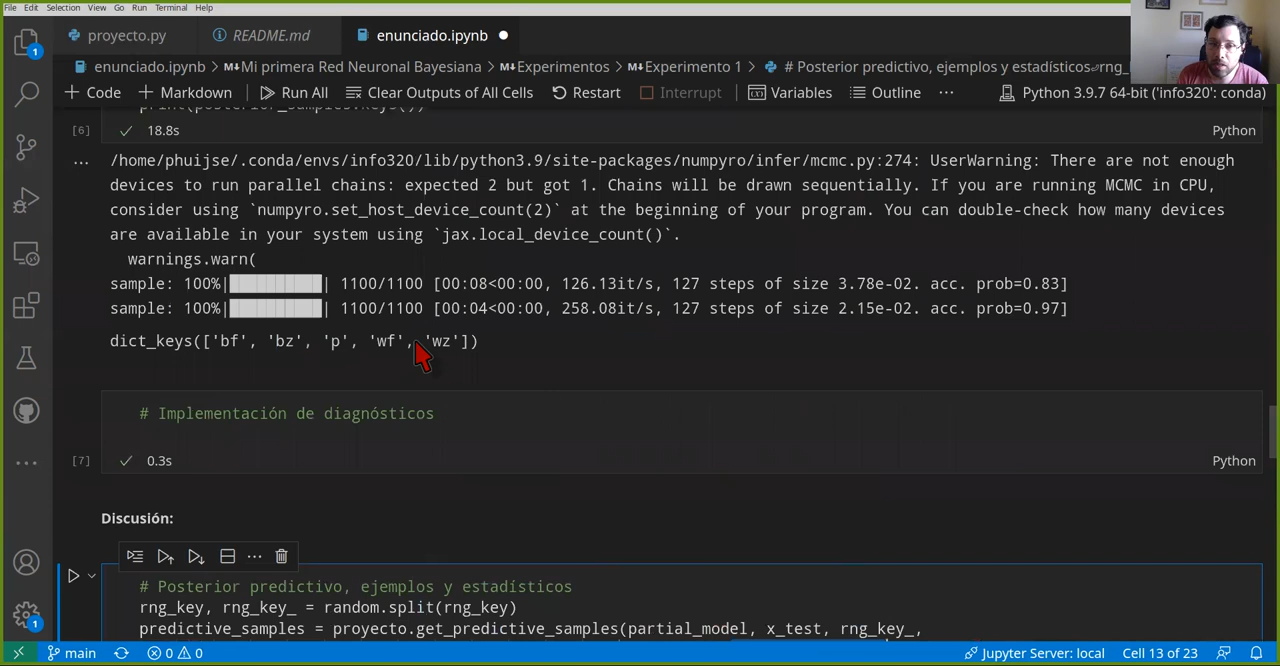 File Edit Selection View Go Run Terminal Help
proyecto.py README.md enunciado.ipynb
enunciado.ipynb > Mi primera Red Neuronal Bayesiana > Experimentos > Experimento 1 > # Posterior predictivo, ejemplos y estadísticos↵rng_
+ Code + Markdown Run All Clear Outputs of All Cells Restart Interrupt Variables Outline ... Python 3.9.7 64-bit ('info320': conda)
print(posterior_samples.keys())
[6] ✓ 18.8s Python
... /home/phuijse/.conda/envs/info320/lib/python3.9/site-packages/numpyro/infer/mcmc.py:274: UserWarning: There are not enough
devices to run parallel chains: expected 2 but got 1. Chains will be drawn sequentially. If you are running MCMC in CPU,
consider using `numpyro.set_host_device_count(2)` at the beginning of your program. You can double-check how many devices
are available in your system using `jax.local_device_count()`.
warnings.warn(
sample: 100%|██████████| 1100/1100 [00:08<00:00, 126.13it/s, 127 steps of size 3.78e-02. acc. prob=0.83]
sample: 100%|██████████| 1100/1100 [00:04<00:00, 258.08it/s, 127 steps of size 2.15e-02. acc. prob=0.97]
dict_keys(['bf', 'bz', 'p', 'wf', 'wz'])
# Implementación de diagnósticos
[7] ✓ 0.3s Python
Discusión:
# Posterior predictivo, ejemplos y estadísticos
rng_key, rng_key_ = random.split(rng_key)
predictive_samples = proyecto.get_predictive_samples(partial_model, x_test, rng_key_,
1
1
main 0 0 Jupyter Server: local Cell 13 of 23